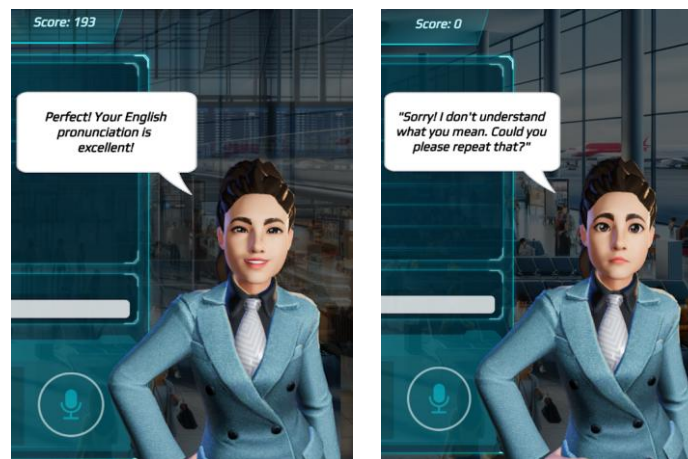 Score: 193
Perfect! Your English
pronunciation is
excellent!
Score: 0
"Sorry! I don't understand
what you mean. Could you
please repeat that?"